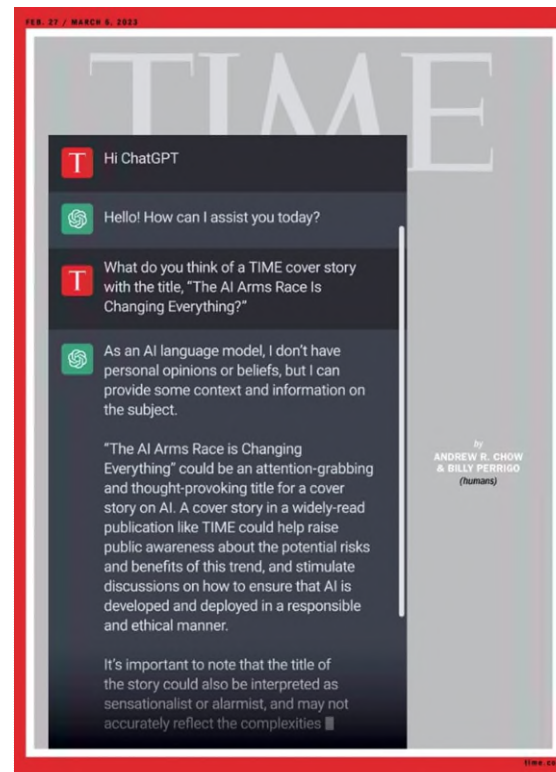 FEB. 27 / MARCH 6, 2023
TIME
T
Hi ChatGPT
Hello! How can I assist you today?
T
What do you think of a TIME cover story
with the title, “The AI Arms Race Is
Changing Everything?”
As an AI language model, I don’t have
personal opinions or beliefs, but I can
provide some context and information on
the subject.
“The AI Arms Race is Changing
Everything” could be an attention-grabbing
and thought-provoking title for a cover
story on AI. A cover story in a widely-read
publication like TIME could help raise
public awareness about the potential risks
and benefits of this trend, and stimulate
discussions on how to ensure that AI is
developed and deployed in a responsible
and ethical manner.
It’s important to note that the title of
the story could also be interpreted as
sensationalist or alarmist, and may not
accurately reflect the complexities
by
ANDREW R. CHOW
& BILLY PERRIGO
(humans)
time.co